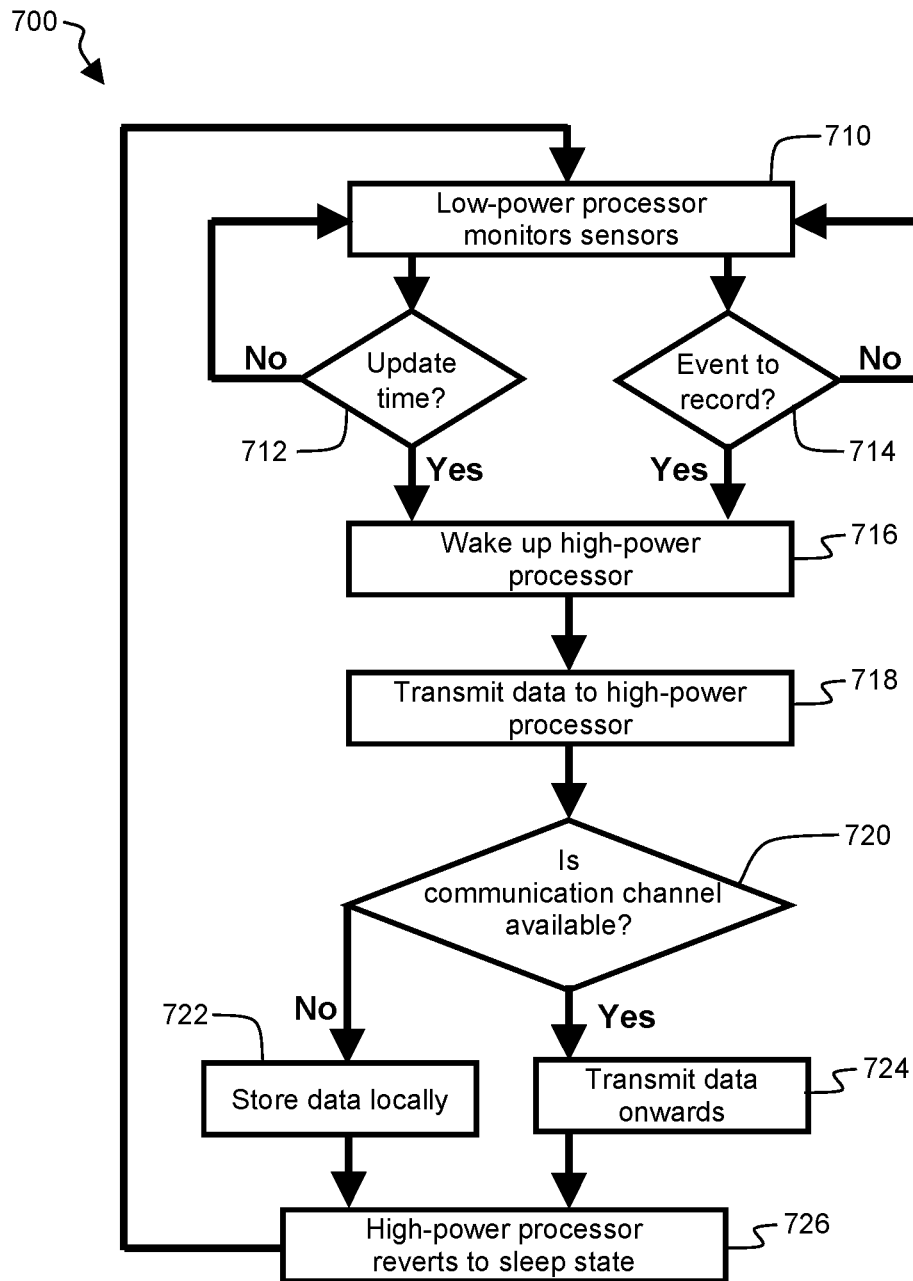 700
710
Low-power processor
monitors sensors
No
Update
time?
712
Yes
Event to
record?
No
714
Yes
Wake up high-power
processor
716
Transmit data to high-power
processor
718
Is
communication channel
available?
720
No
Yes
722
Store data locally
Transmit data
onwards
724
High-power processor
reverts to sleep state
726